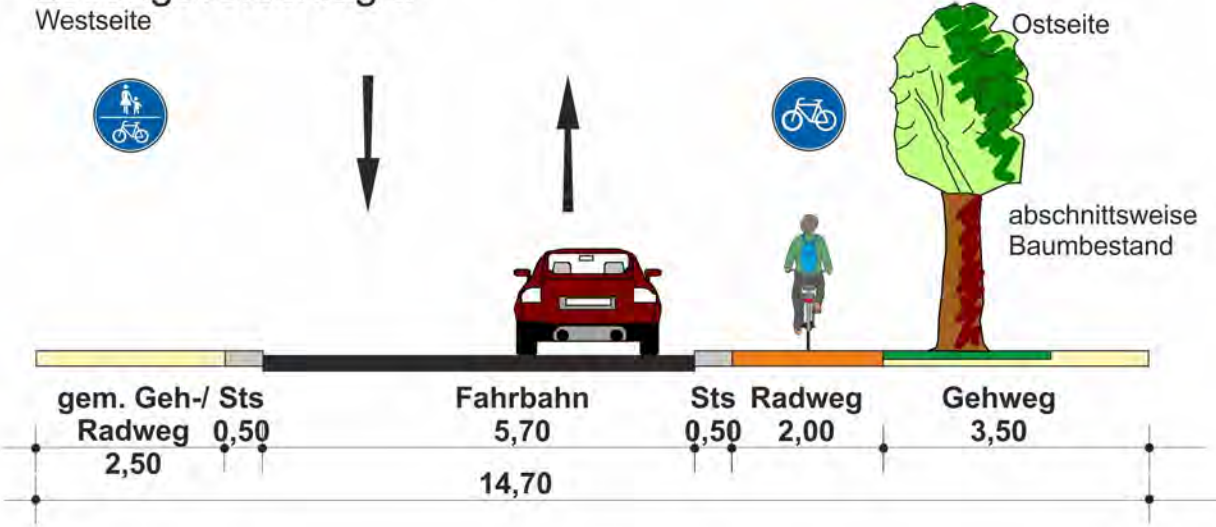 Westseite
Ostseite
abschnittsweise
Baumbestand
gem. Geh-/ Sts Fahrbahn Sts Radweg Gehweg
Radweg 0,50 5,70 0,50 2,00 3,50
2,50
14,70